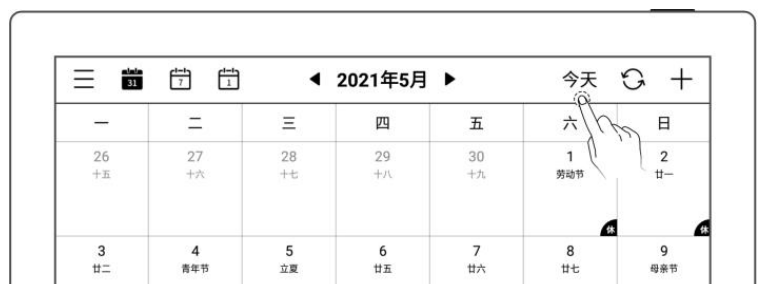 31 7 1 2021年5月 今天
一 二 三 四 五 六 日
26 27 28 29 30 1 2
十五 十六 十七 十八 十九 劳动节 廿一
休 休
3 4 5 6 7 8 9
廿二 青年节 立夏 廿五 廿六 廿七 母亲节